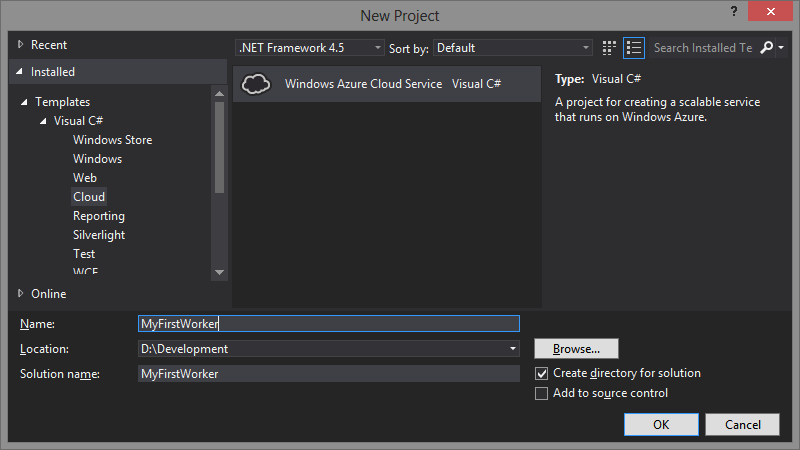 New Project
?
Recent
.NET Framework 4.5 Sort by: Default Search Installed Te
Installed
Templates
Visual C#
Windows Store
Windows
Web
Cloud
Reporting
Silverlight
Test
WCF
Online
Windows Azure Cloud Service Visual C#
Type: Visual C#
A project for creating a scalable service
that runs on Windows Azure.
Name: MyFirstWorker
Location: D:\Development Browse...
Solution name: MyFirstWorker
Create directory for solution
Add to source control
OK Cancel